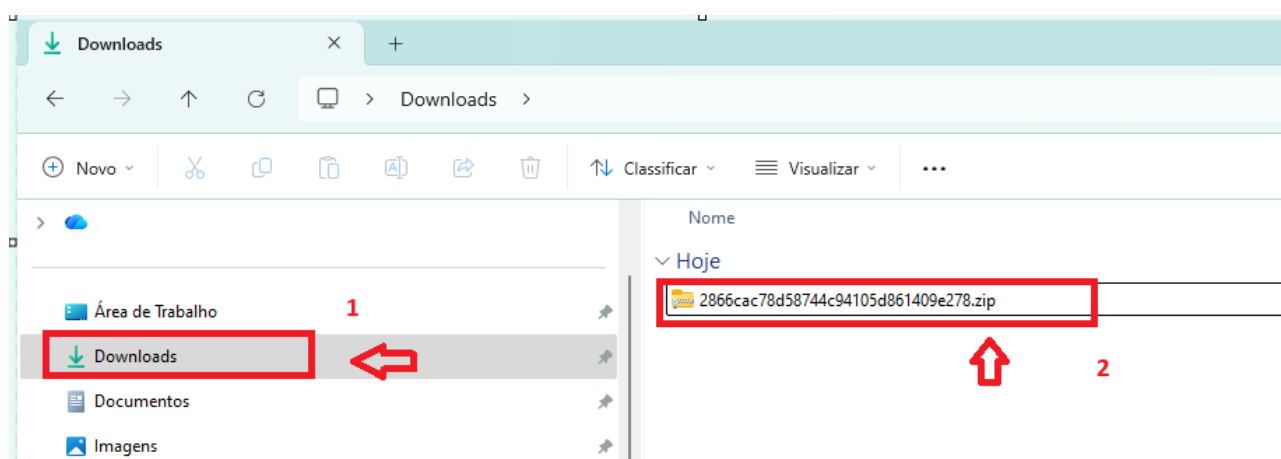 Downloads
Downloads
Novo
Classificar
Visualizar
Nome
Hoje
2866cac78d58744c94105d861409e278.zip
Área de Trabalho
1
Downloads
2
Documentos
Imagens